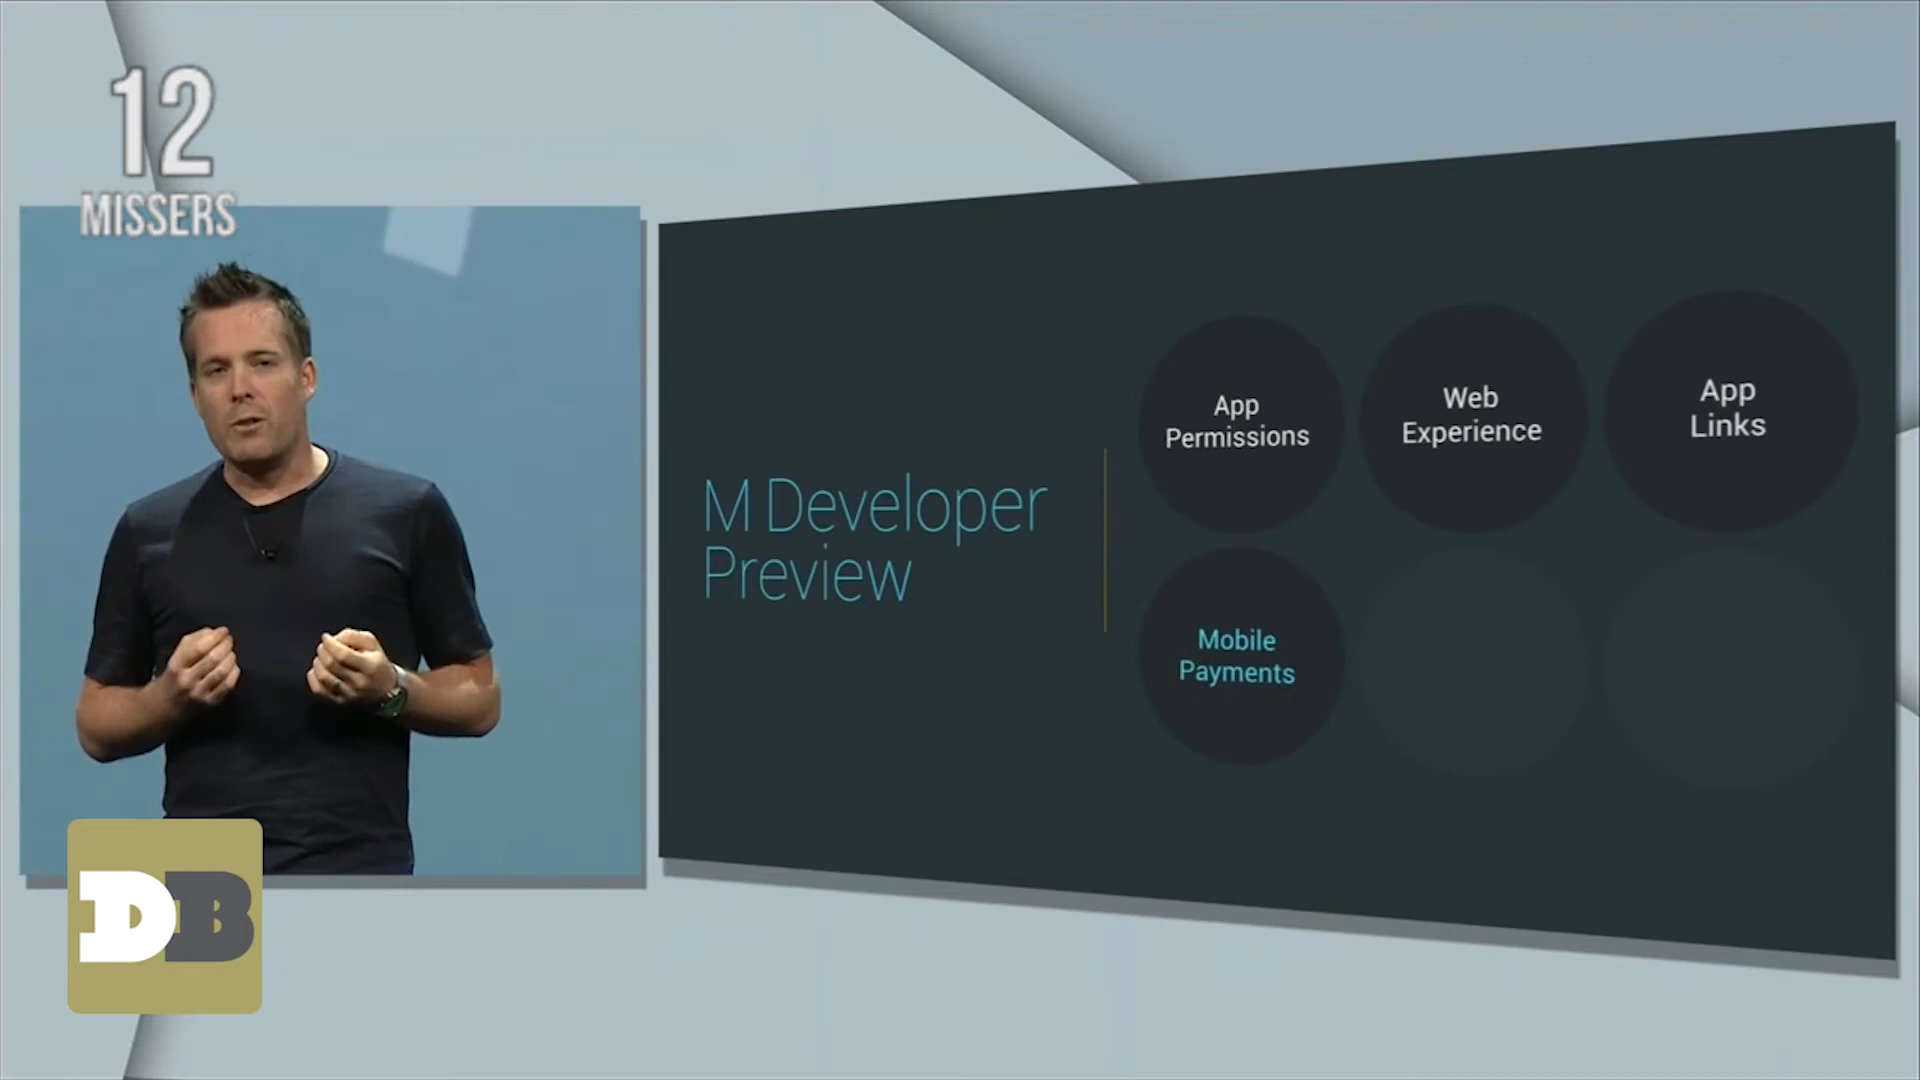 12
MISSERS
M Developer
Preview
App
Permissions
Web
Experience
App
Links
Mobile
Payments
DB